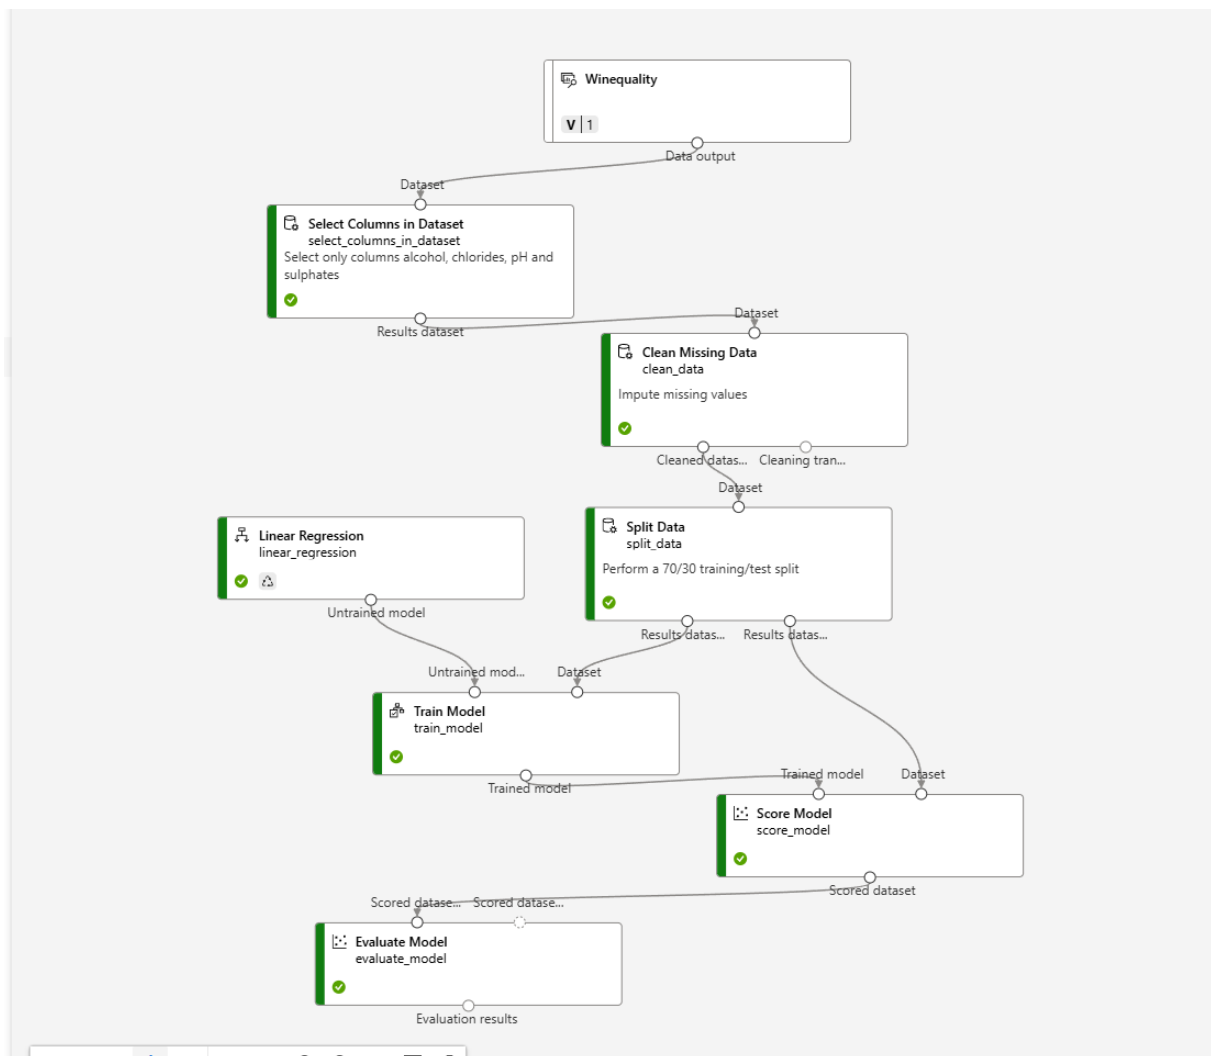 Winequality
V | 1
Data output
Dataset
Select Columns in Dataset
select_columns_in_dataset
Select only columns alcohol, chlorides, pH and
sulphates
Results dataset
Dataset
Clean Missing Data
clean_data
Impute missing values
Cleaned datas... Cleaning tran...
Dataset
Linear Regression
linear_regression
Untrained model
Split Data
split_data
Perform a 70/30 training/test split
Results datas... Results datas...
Untrained mod... Dataset
Train Model
train_model
Trained model
Trained model Dataset
Score Model
score_model
Scored dataset
Scored datase... Scored datase...
Evaluate Model
evaluate_model
Evaluation results